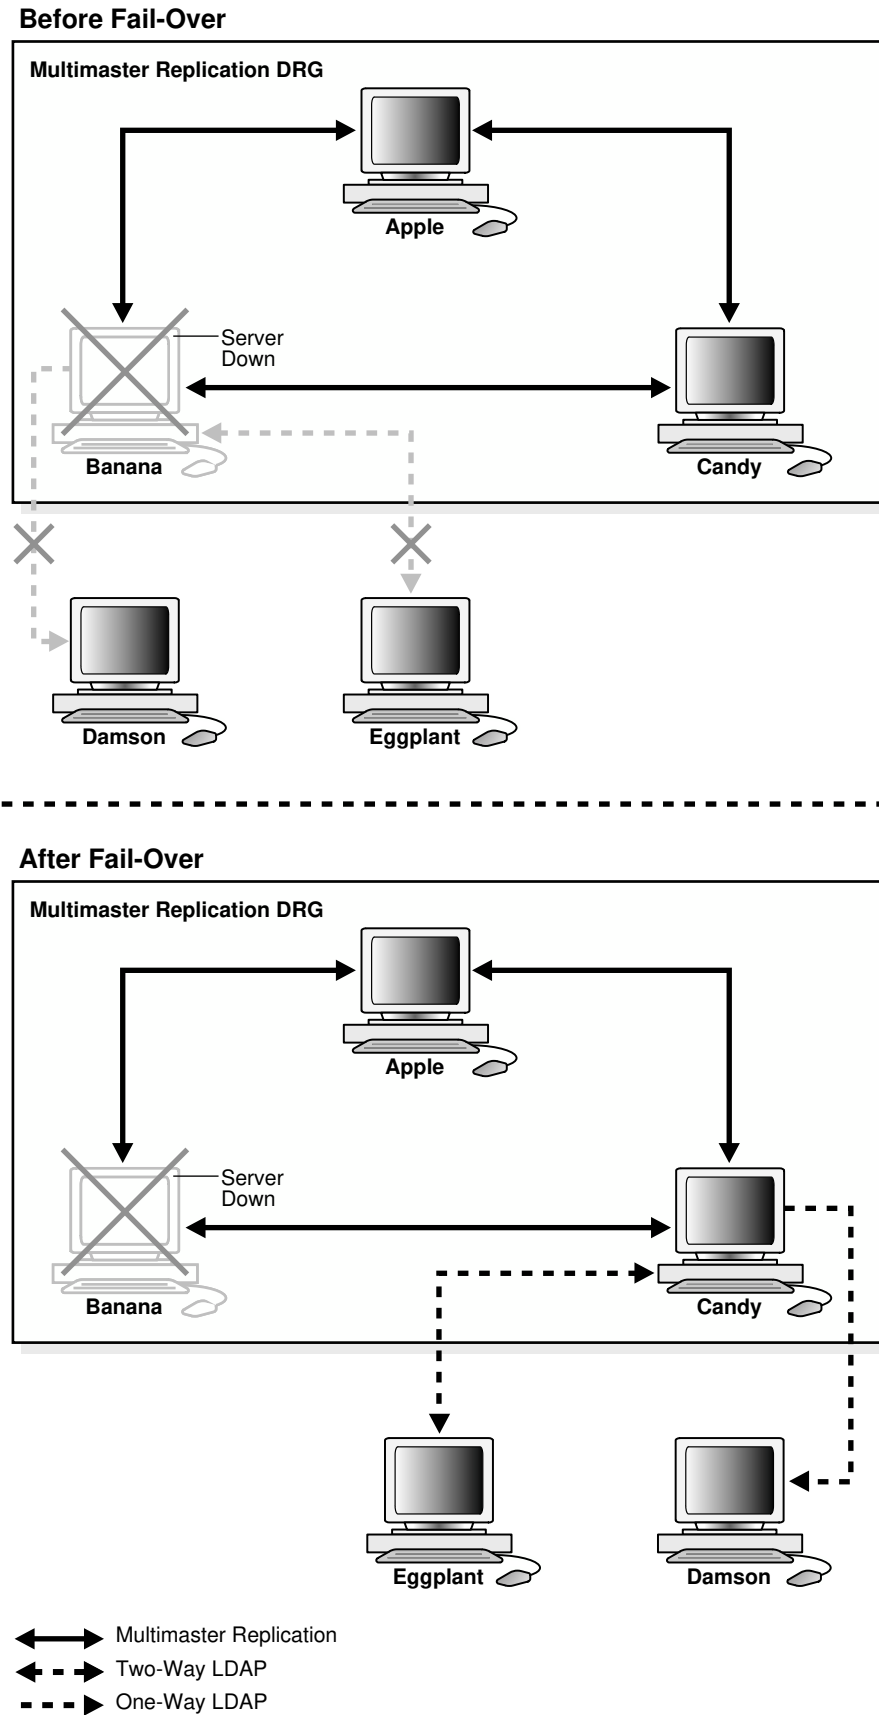 Before Fail-Over
Multimaster Replication DRG
Apple
Server
Down
Banana
Candy
Damson
Eggplant
After Fail-Over
Multimaster Replication DRG
Apple
Server
Down
Banana
Candy
Eggplant
Damson
Multimaster Replication
Two-Way LDAP
One-Way LDAP